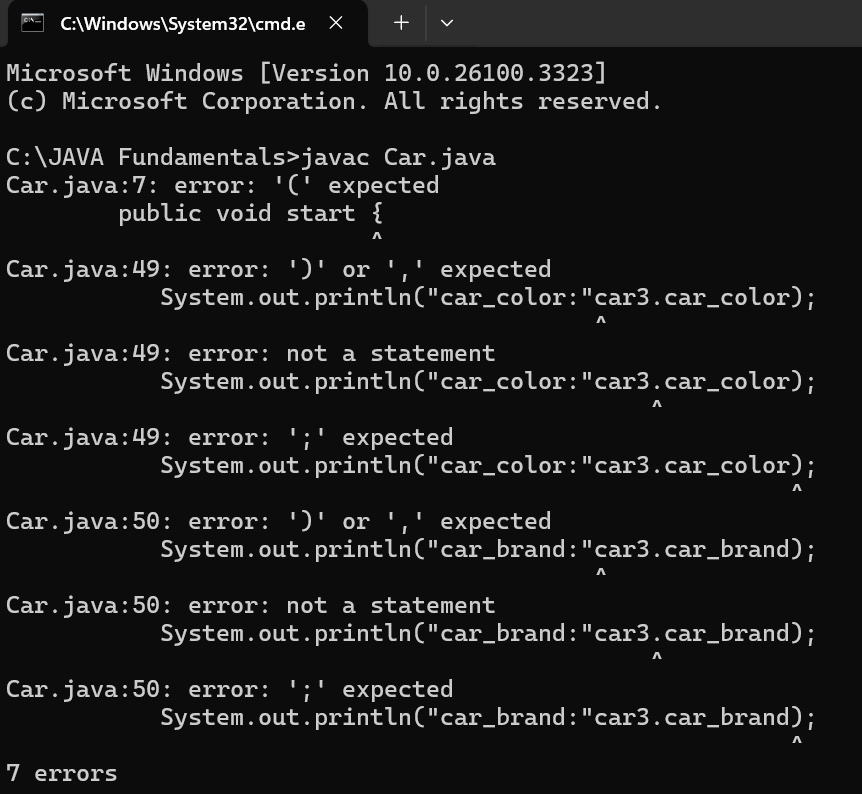 C:\Windows\System32\cmd.e
Microsoft Windows [Version 10.0.26100.3323]
(c) Microsoft Corporation. All rights reserved.
C:\JAVA Fundamentals>javac Car.java
Car.java:7: error: '(' expected
        public void start {
                          ^
Car.java:49: error: ')' or ',' expected
           System.out.println("car_color:"car3.car_color);
                                          ^
Car.java:49: error: not a statement
           System.out.println("car_color:"car3.car_color);
                                              ^
Car.java:49: error: ';' expected
           System.out.println("car_color:"car3.car_color);
                                                        ^
Car.java:50: error: ')' or ',' expected
           System.out.println("car_brand:"car3.car_brand);
                                          ^
Car.java:50: error: not a statement
           System.out.println("car_brand:"car3.car_brand);
                                              ^
Car.java:50: error: ';' expected
           System.out.println("car_brand:"car3.car_brand);
                                                        ^
7 errors